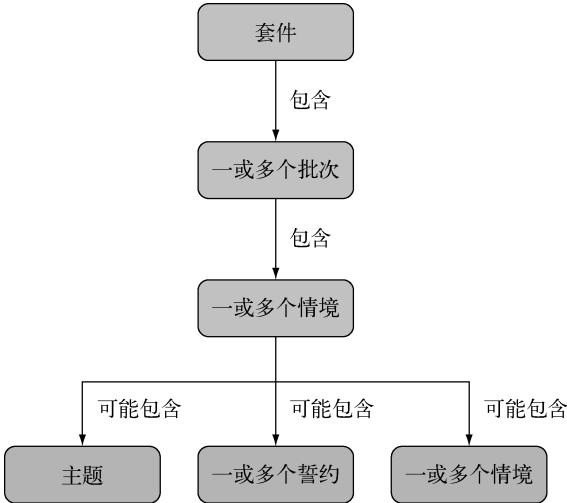 套件
包含
一或多个批次
包含
一或多个情境
可能包含
可能包含
可能包含
主题
一或多个誓约
一或多个情境